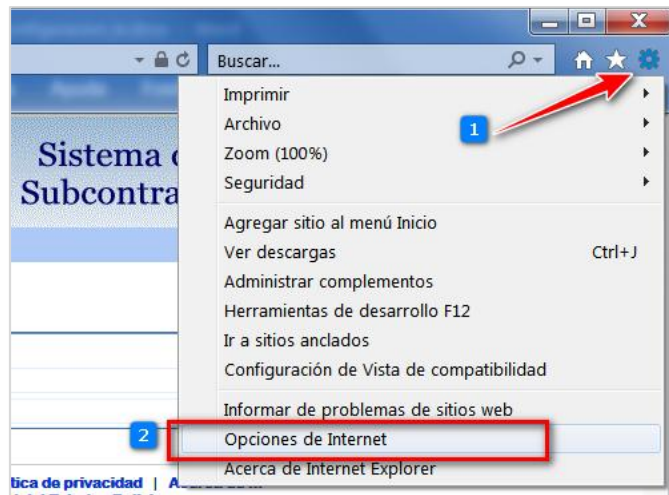 Buscar...
Imprimir
Archivo
1
Zoom (100%)
Seguridad
Sistema
Subcontra
Agregar sitio al menú Inicio
Ver descargas Ctrl+J
Administrar complementos
Herramientas de desarrollo F12
Ir a sitios anclados
Configuración de Vista de compatibilidad
Informar de problemas de sitios web
2
Opciones de Internet
Acerca de Internet Explorer
tica de privacidad |